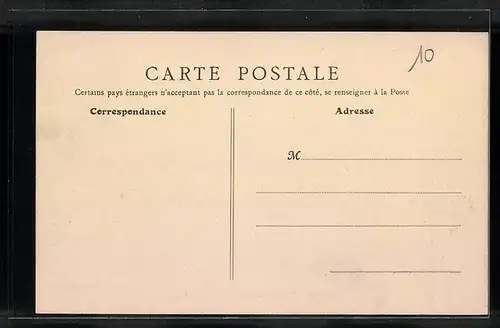 10
CARTE POSTALE
Certains pays étrangers n'acceptant pas la correspondance de ce côté, se renseigner à la Poste
Correspondance
Adresse
M